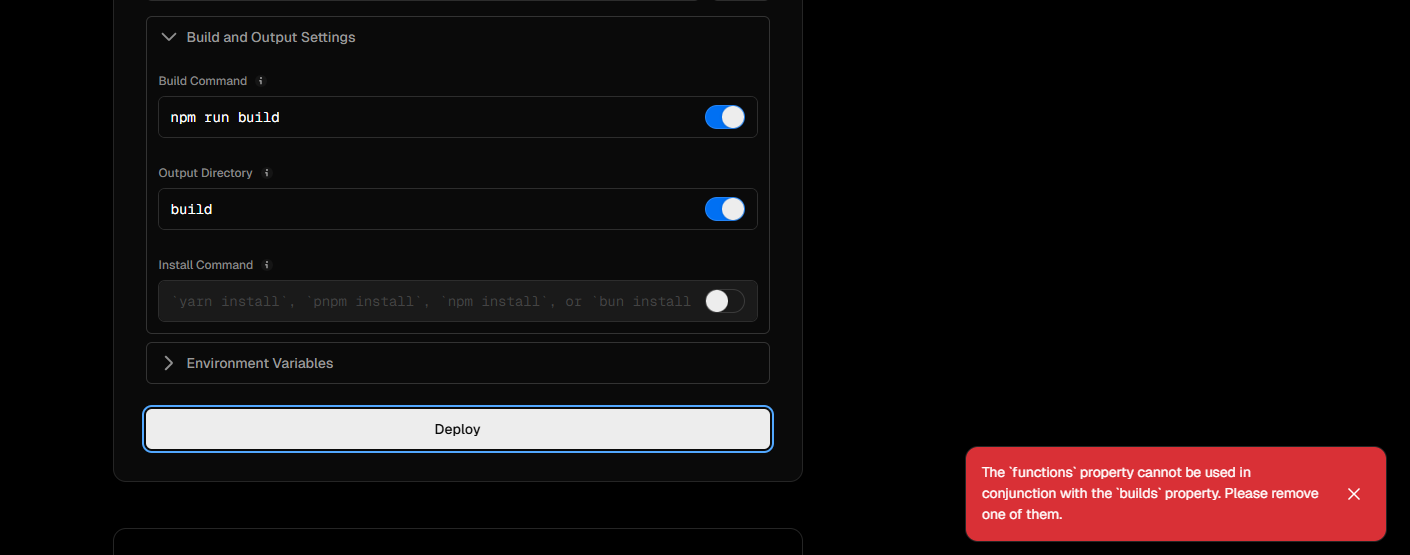 Build and Output Settings
Build Command
npm run build
Output Directory
build
Install Command
`yarn install`, `pnpm install`, `npm install`, or `bun install
Environment Variables
Deploy
The `functions` property cannot be used in
conjunction with the `builds` property. Please remove
one of them.